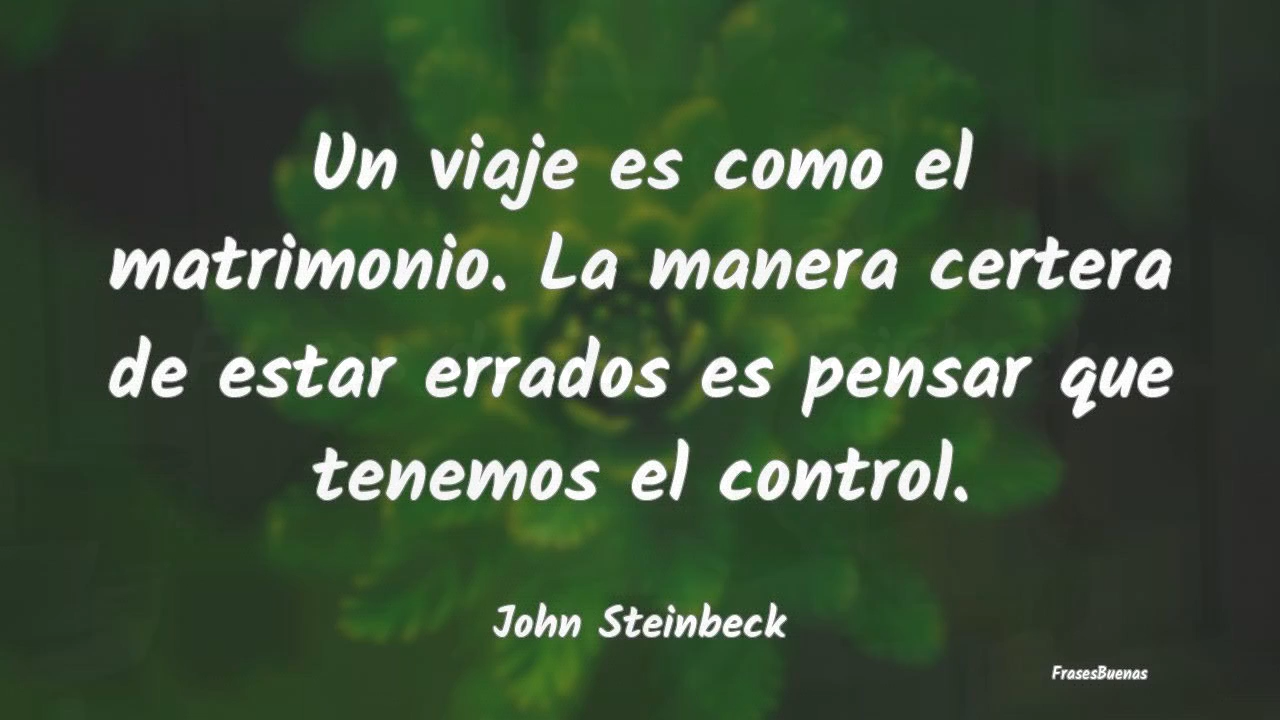 Un viaje es como el
matrimonio. La manera certera
de estar errados es pensar que
tenemos el control.
John Steinbeck
FrasesBuenas